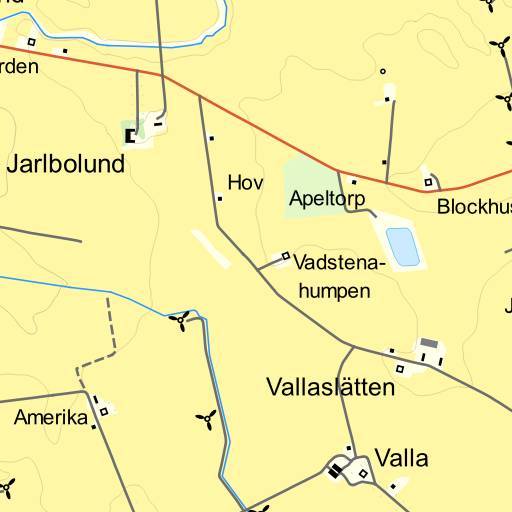 rden
Jarlbolund
Hov
Apeltorp
Blockhus
Vadstena-
humpen
Vallaslätten
Amerika
Valla